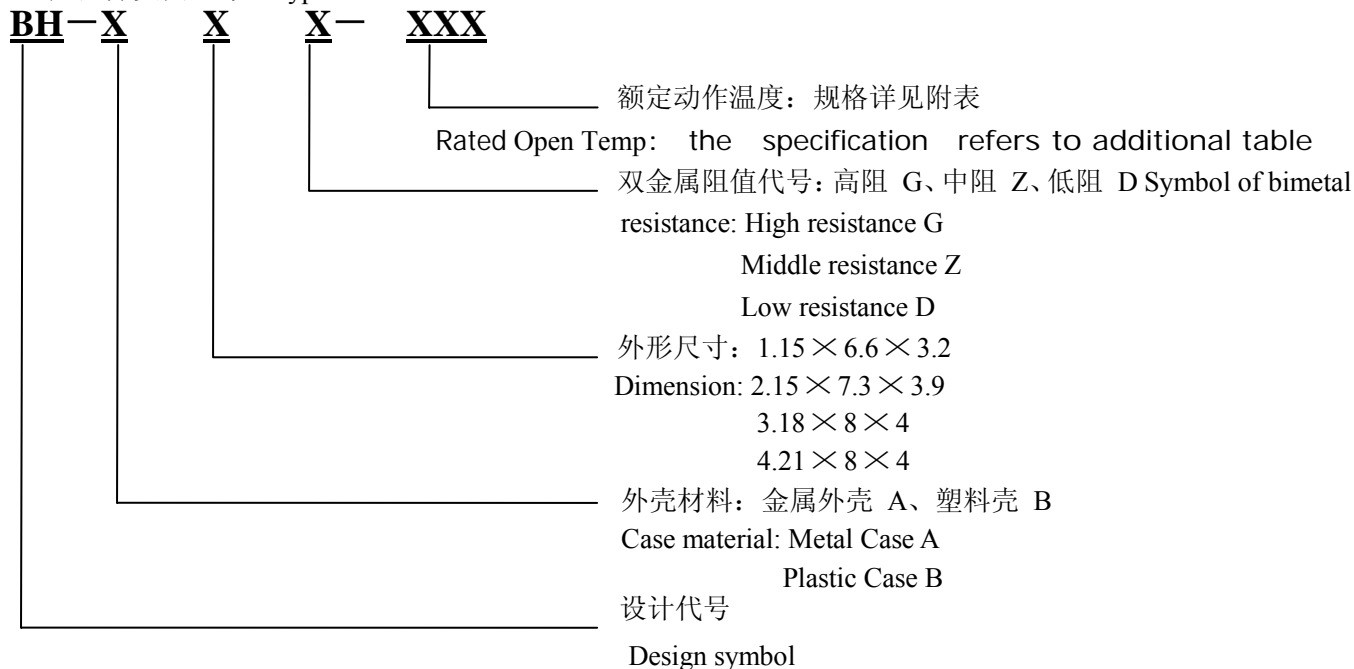 BH－X X X－ XXX
额定动作温度：规格详见附表
Rated Open Temp: the specification refers to additional table
双金属阻值代号：高阻 G、中阻 Z、低阻 D Symbol of bimetal
resistance: High resistance G
Middle resistance Z
Low resistance D
外形尺寸：1.15×6.6×3.2
Dimension: 2.15×7.3×3.9
3.18×8×4
4.21×8×4
外壳材料：金属外壳 A、塑料壳 B
Case material: Metal Case A
Plastic Case B
设计代号
Design symbol